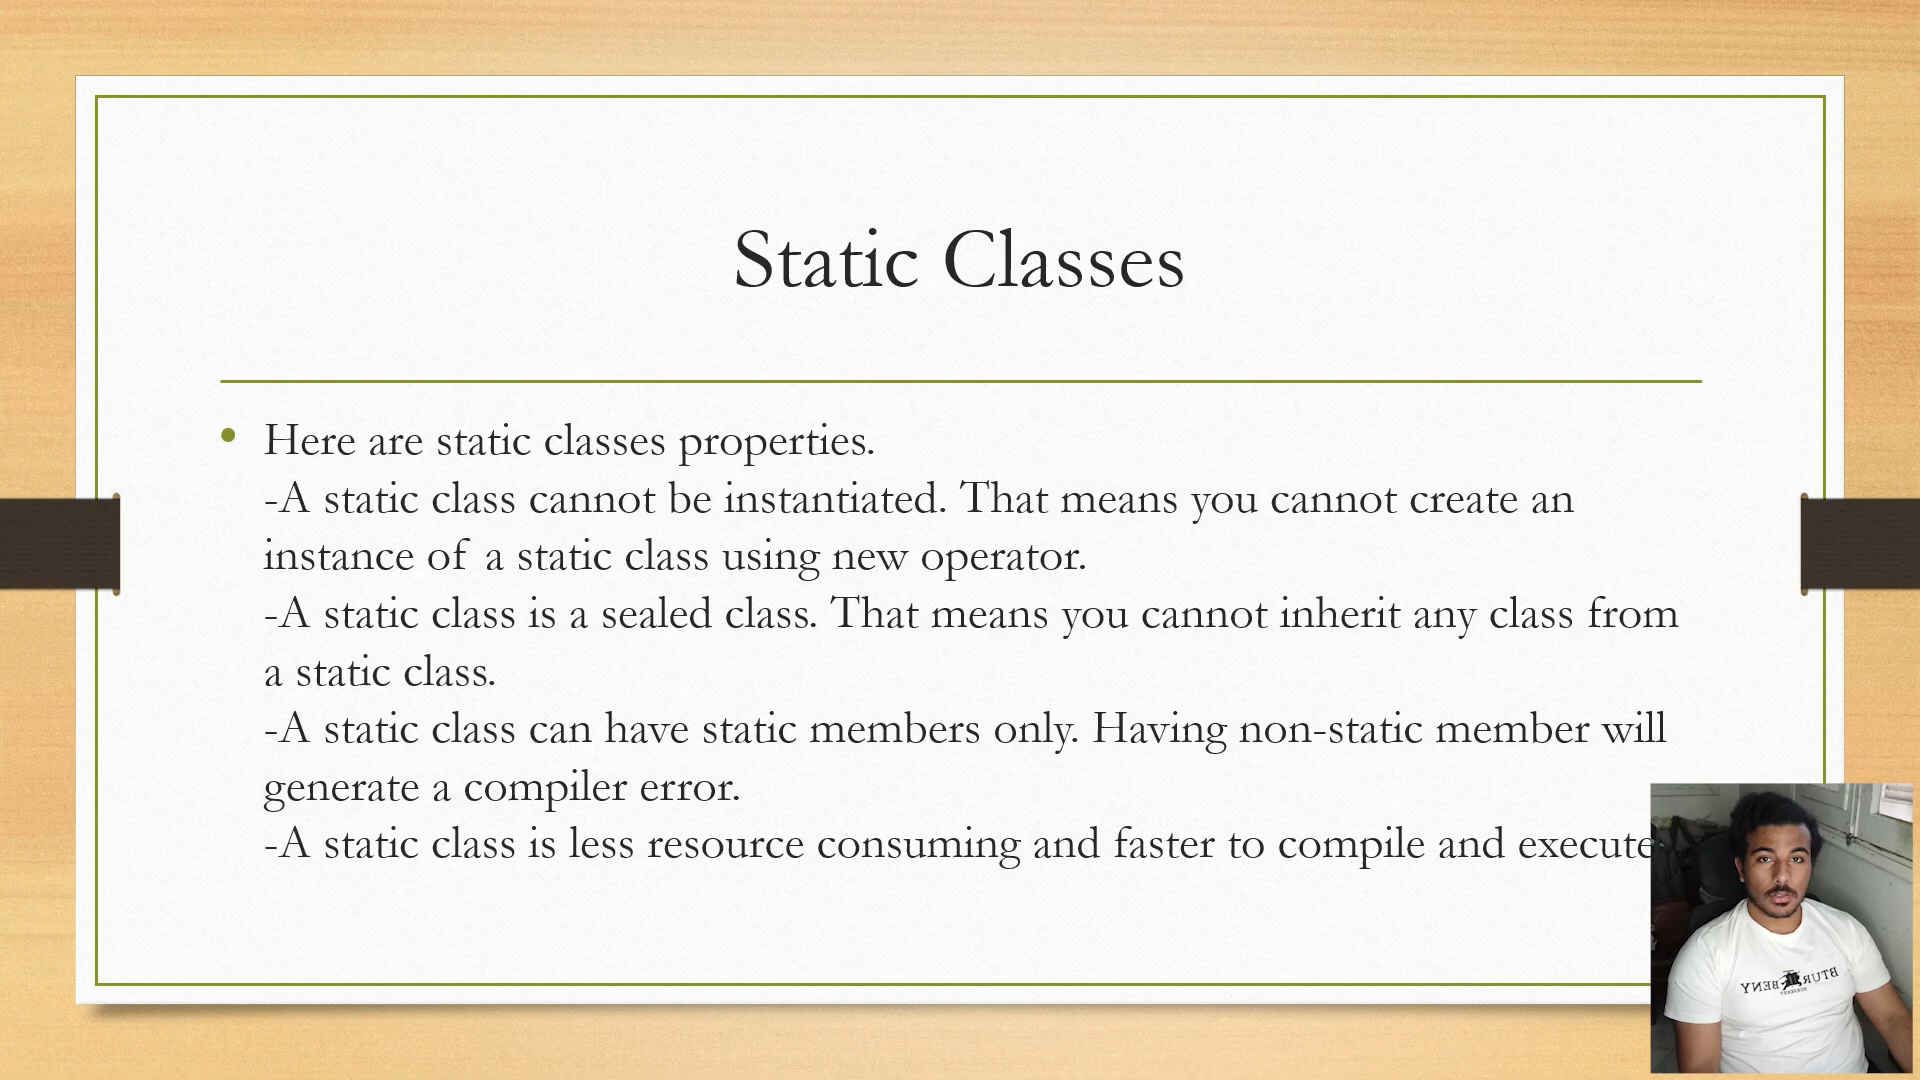 Static Classes
• Here are static classes properties.
-A static class cannot be instantiated. That means you cannot create an
instance of a static class using new operator.
-A static class is a sealed class. That means you cannot inherit any class from
a static class.
-A static class can have static members only. Having non-static member will
generate a compiler error.
-A static class is less resource consuming and faster to compile and execute